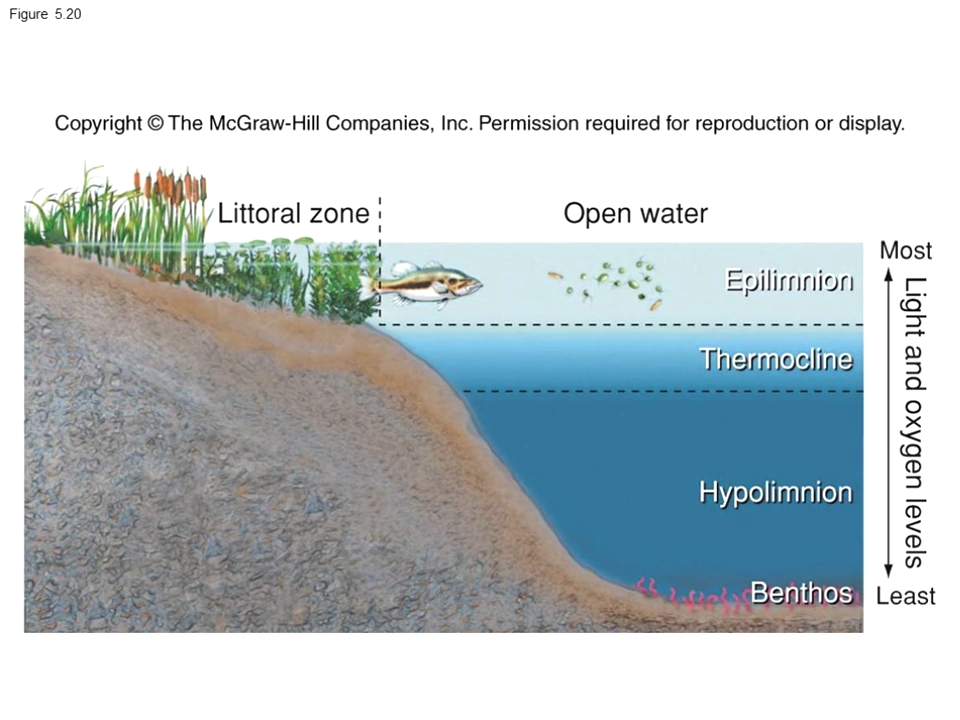 Figure 5.20
Copyright © The McGraw-Hill Companies, Inc. Permission required for reproduction or display.
Littoral zone
Open water
Most
Epilimnion
Thermocline
Light and oxygen levels
Hypolimnion
Benthos
Least